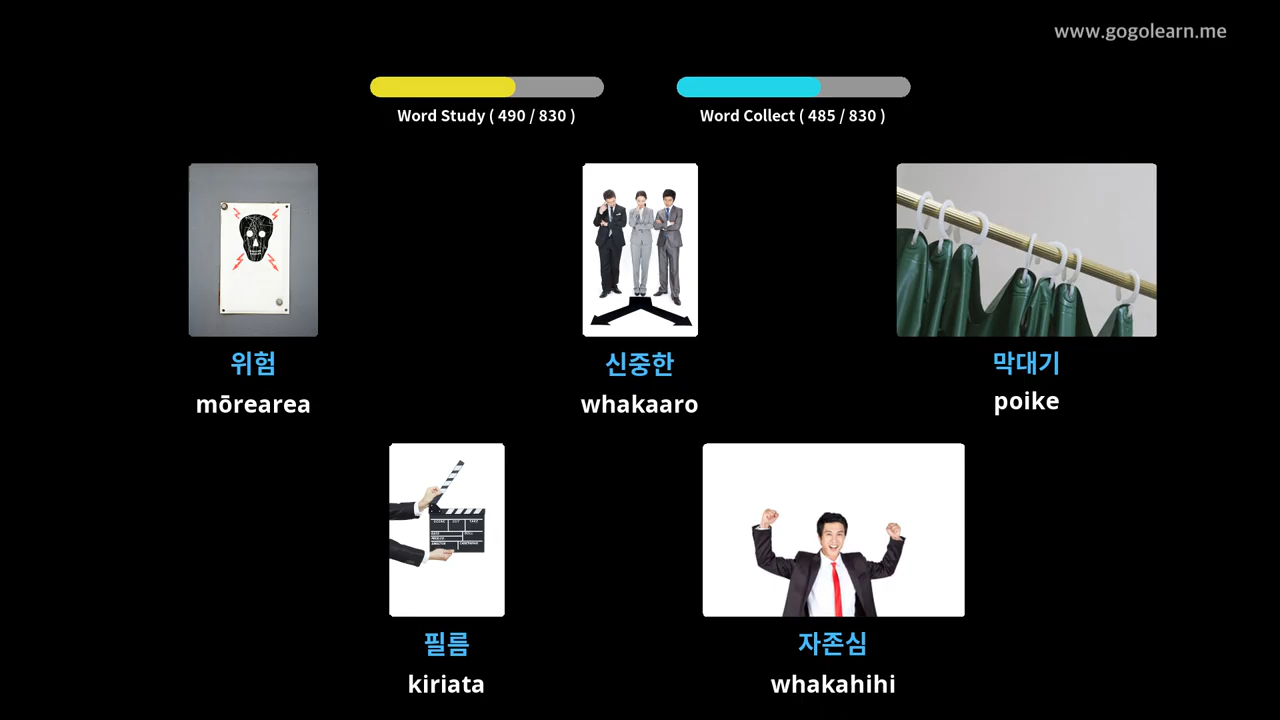 www.gogolearn.me
Word Study ( 490 / 830 )
Word Collect ( 485 / 830 )
위험
mōrearea
신중한
whakaaro
막대기
poike
필름
kiriata
자존심
whakahihi